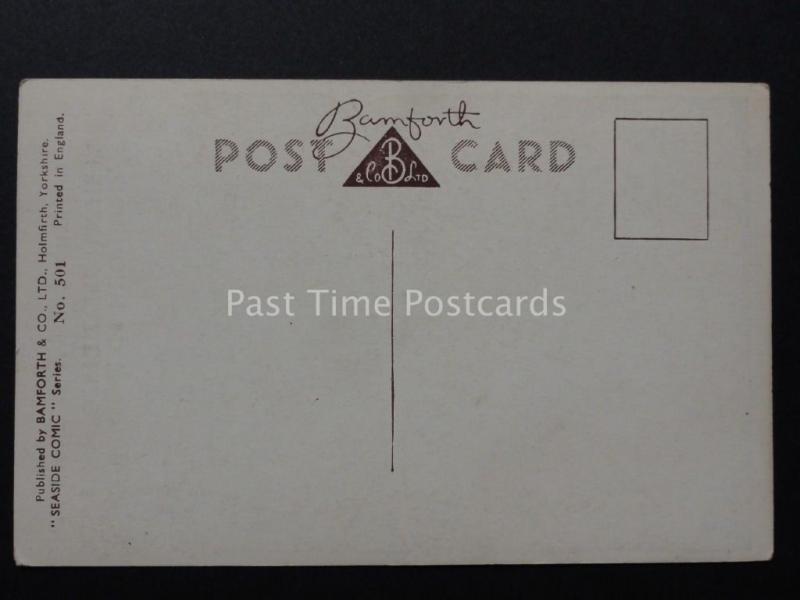 Bamforth
POST CARD
B
& Co LTD
Past Time Postcards
Published by BAMFORTH & CO., LTD., Holmfirth, Yorkshire.
"SEASIDE COMIC" Series. No. 501 Printed in England.